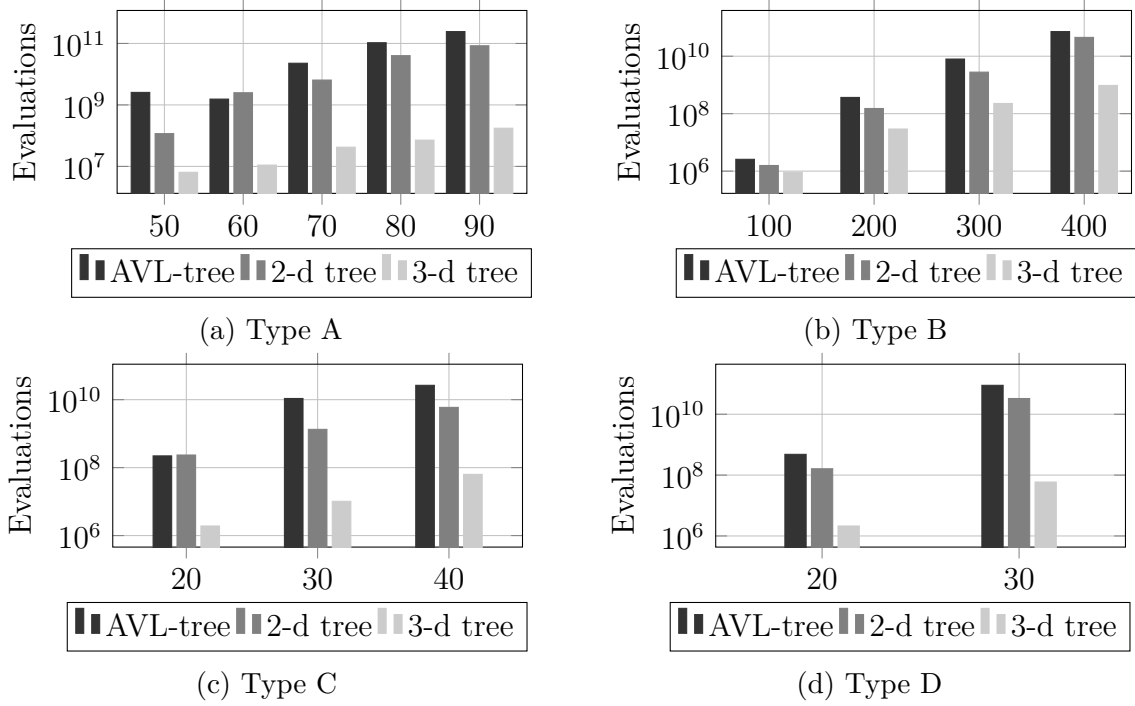 Evaluations
10^11
10^9
10^7
50 60 70 80 90
AVL-tree 2-d tree 3-d tree
(a) Type A
Evaluations
10^10
10^8
10^6
100 200 300 400
AVL-tree 2-d tree 3-d tree
(b) Type B
Evaluations
10^10
10^8
10^6
20 30 40
AVL-tree 2-d tree 3-d tree
(c) Type C
Evaluations
10^10
10^8
10^6
20 30
AVL-tree 2-d tree 3-d tree
(d) Type D